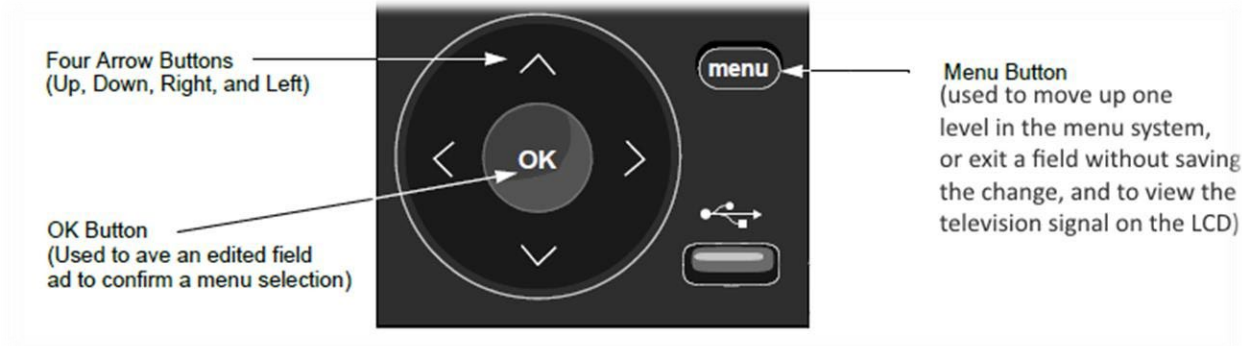 Four Arrow Buttons
(Up, Down, Right, and Left)
menu
Menu Button
(used to move up one
level in the menu system,
or exit a field without saving
the change, and to view the
television signal on the LCD)
OK
OK Button
(Used to ave an edited field
ad to confirm a menu selection)